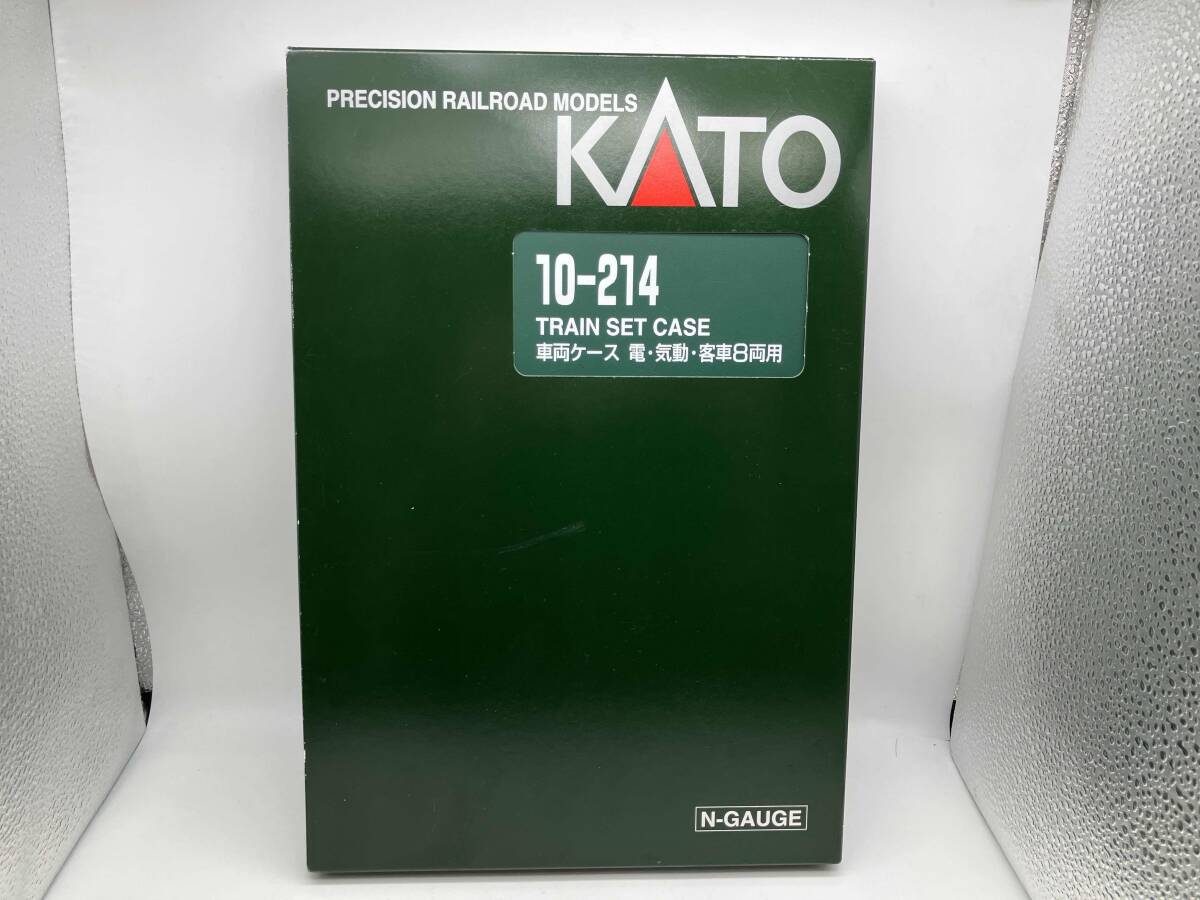 PRECISION RAILROAD MODELS
KATO
10-214
TRAIN SET CASE
車両ケース 電・気動・客車8両用
N-GAUGE